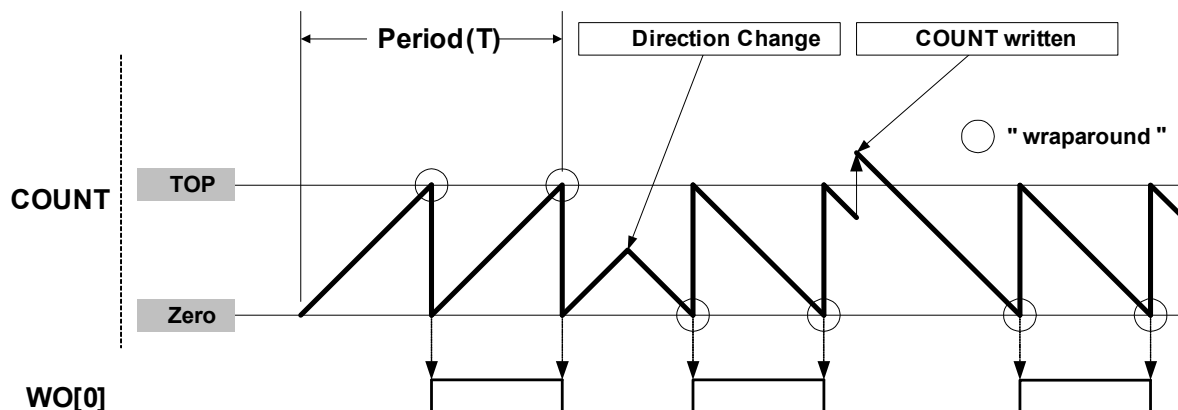 Period (T)
Direction Change
COUNT written
" wraparound "
TOP
COUNT
Zero
WO[0]